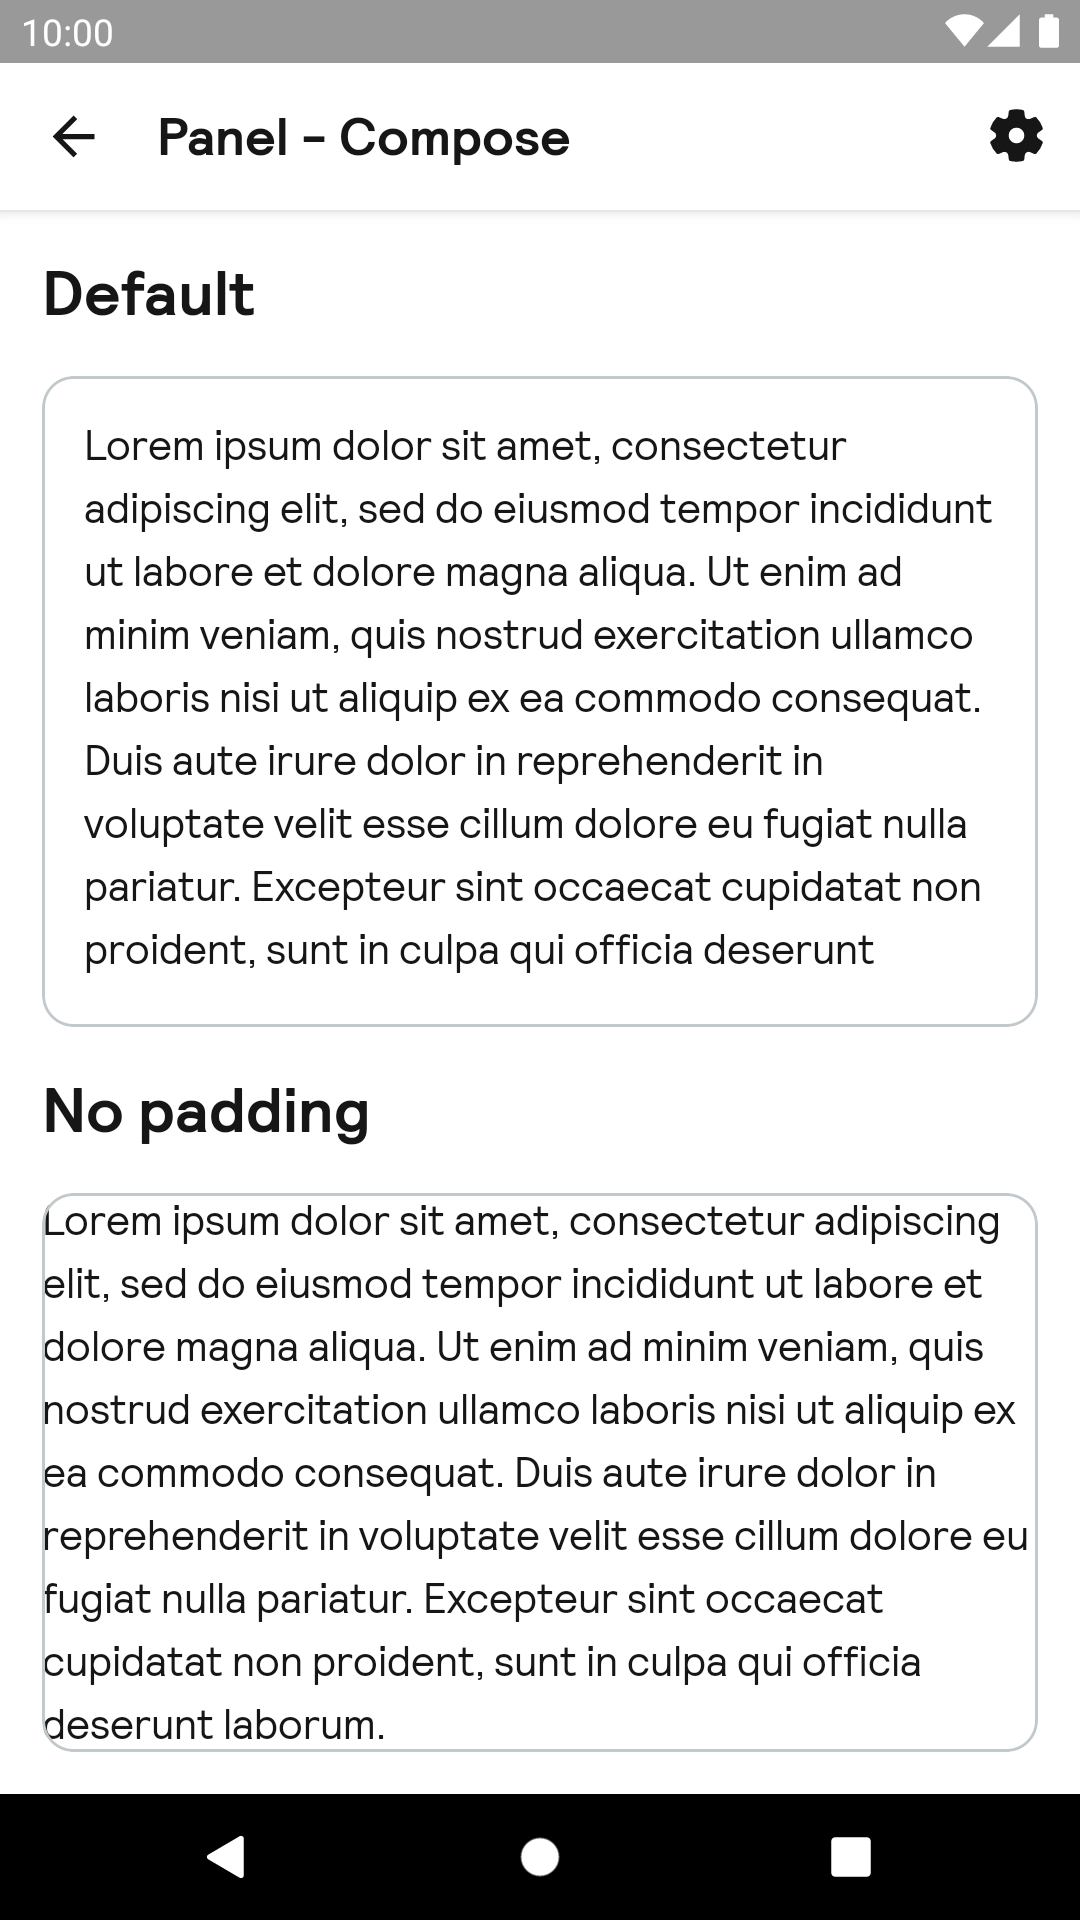 10:00
Panel - Compose
Default
Lorem ipsum dolor sit amet, consectetur
adipiscing elit, sed do eiusmod tempor incididunt
ut labore et dolore magna aliqua. Ut enim ad
minim veniam, quis nostrud exercitation ullamco
laboris nisi ut aliquip ex ea commodo consequat.
Duis aute irure dolor in reprehenderit in
voluptate velit esse cillum dolore eu fugiat nulla
pariatur. Excepteur sint occaecat cupidatat non
proident, sunt in culpa qui officia deserunt
No padding
Lorem ipsum dolor sit amet, consectetur adipiscing
elit, sed do eiusmod tempor incididunt ut labore et
dolore magna aliqua. Ut enim ad minim veniam, quis
nostrud exercitation ullamco laboris nisi ut aliquip ex
ea commodo consequat. Duis aute irure dolor in
reprehenderit in voluptate velit esse cillum dolore eu
fugiat nulla pariatur. Excepteur sint occaecat
cupidatat non proident, sunt in culpa qui officia
deserunt laborum.